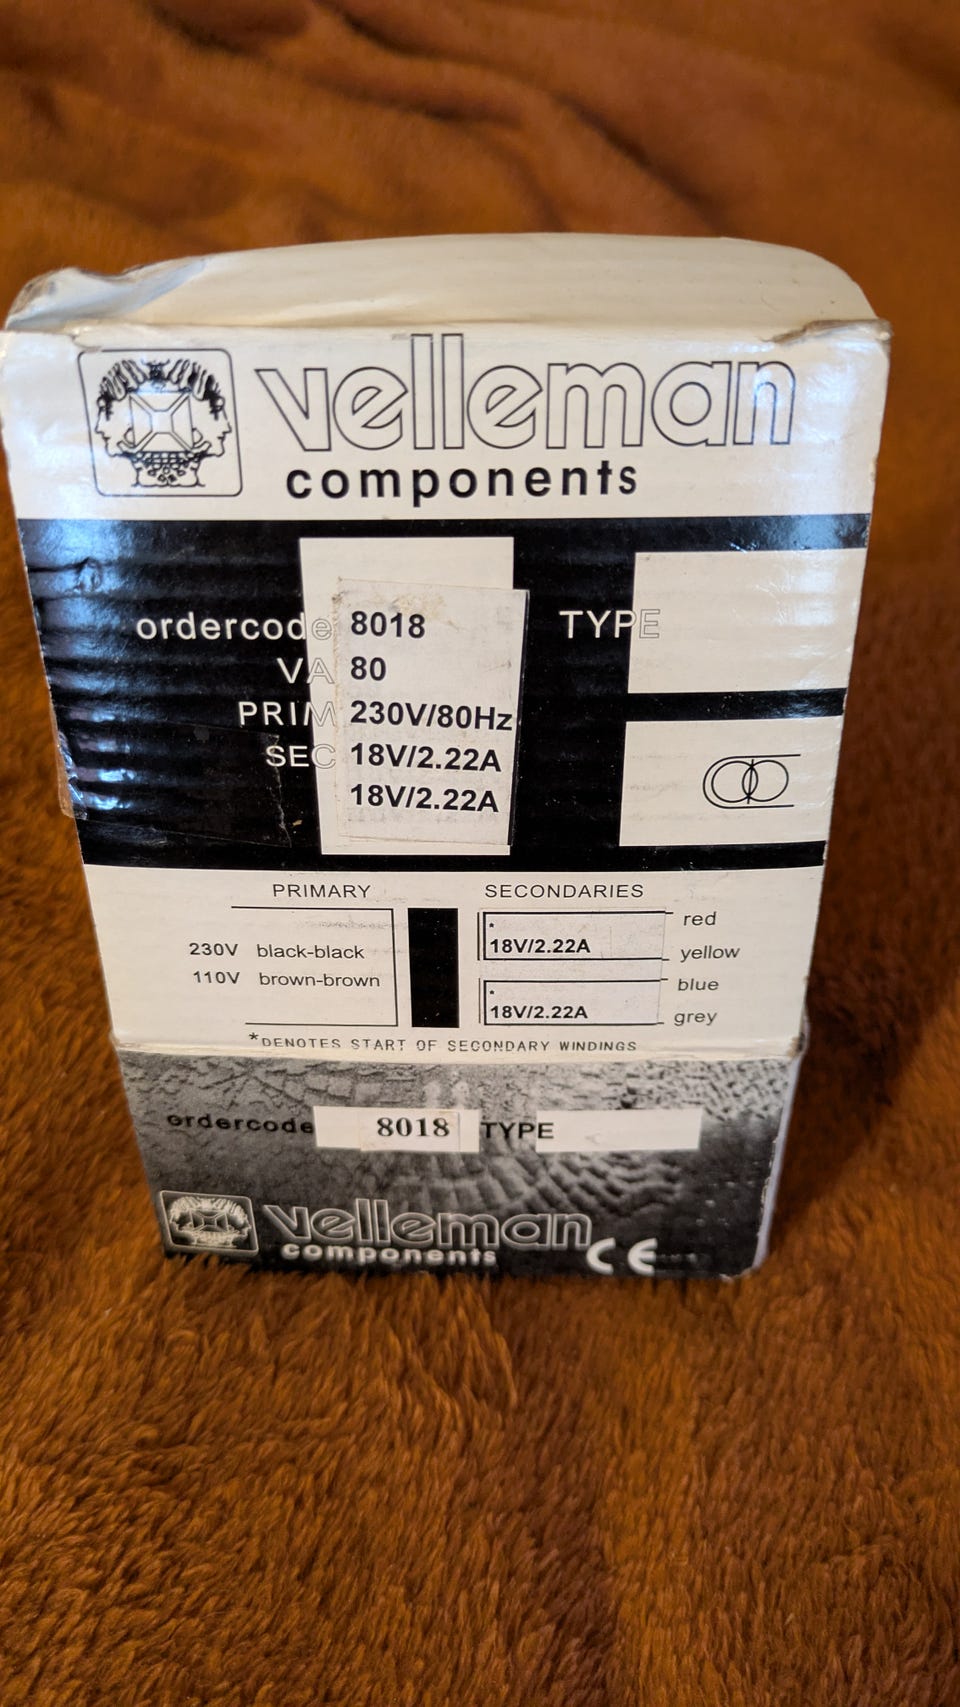 velleman
components
ordercode 8018 TYPE
VA 80
PRIM 230V/80Hz
SEC 18V/2.22A
18V/2.22A
PRIMARY SECONDARIES
* red
18V/2.22A yellow
230V black-black
110V brown-brown
* blue
18V/2.22A grey
*DENOTES START OF SECONDARY WINDINGS
ordercode 8018 TYPE
velleman
components CE